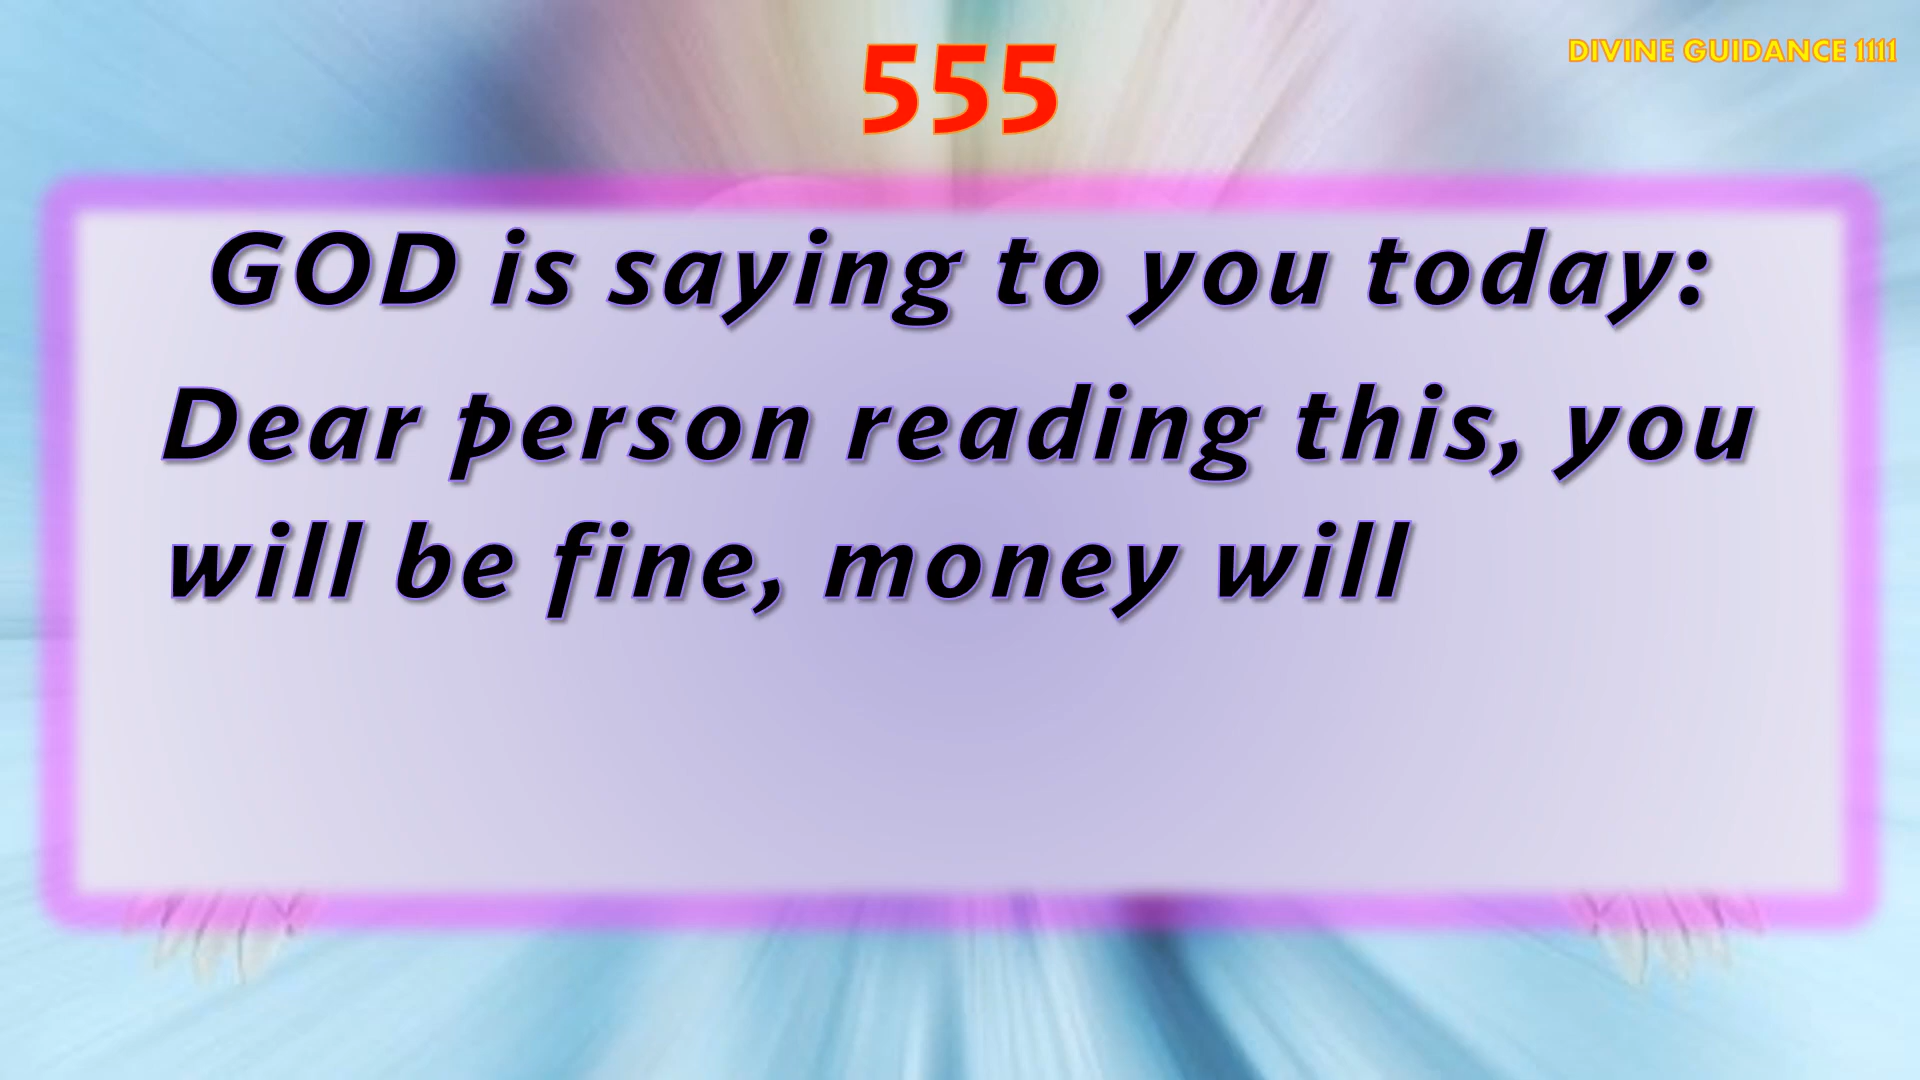 555
DIVINE GUIDANCE 1111
GOD is saying to you today:
Dear person reading this, you
will be fine, money will